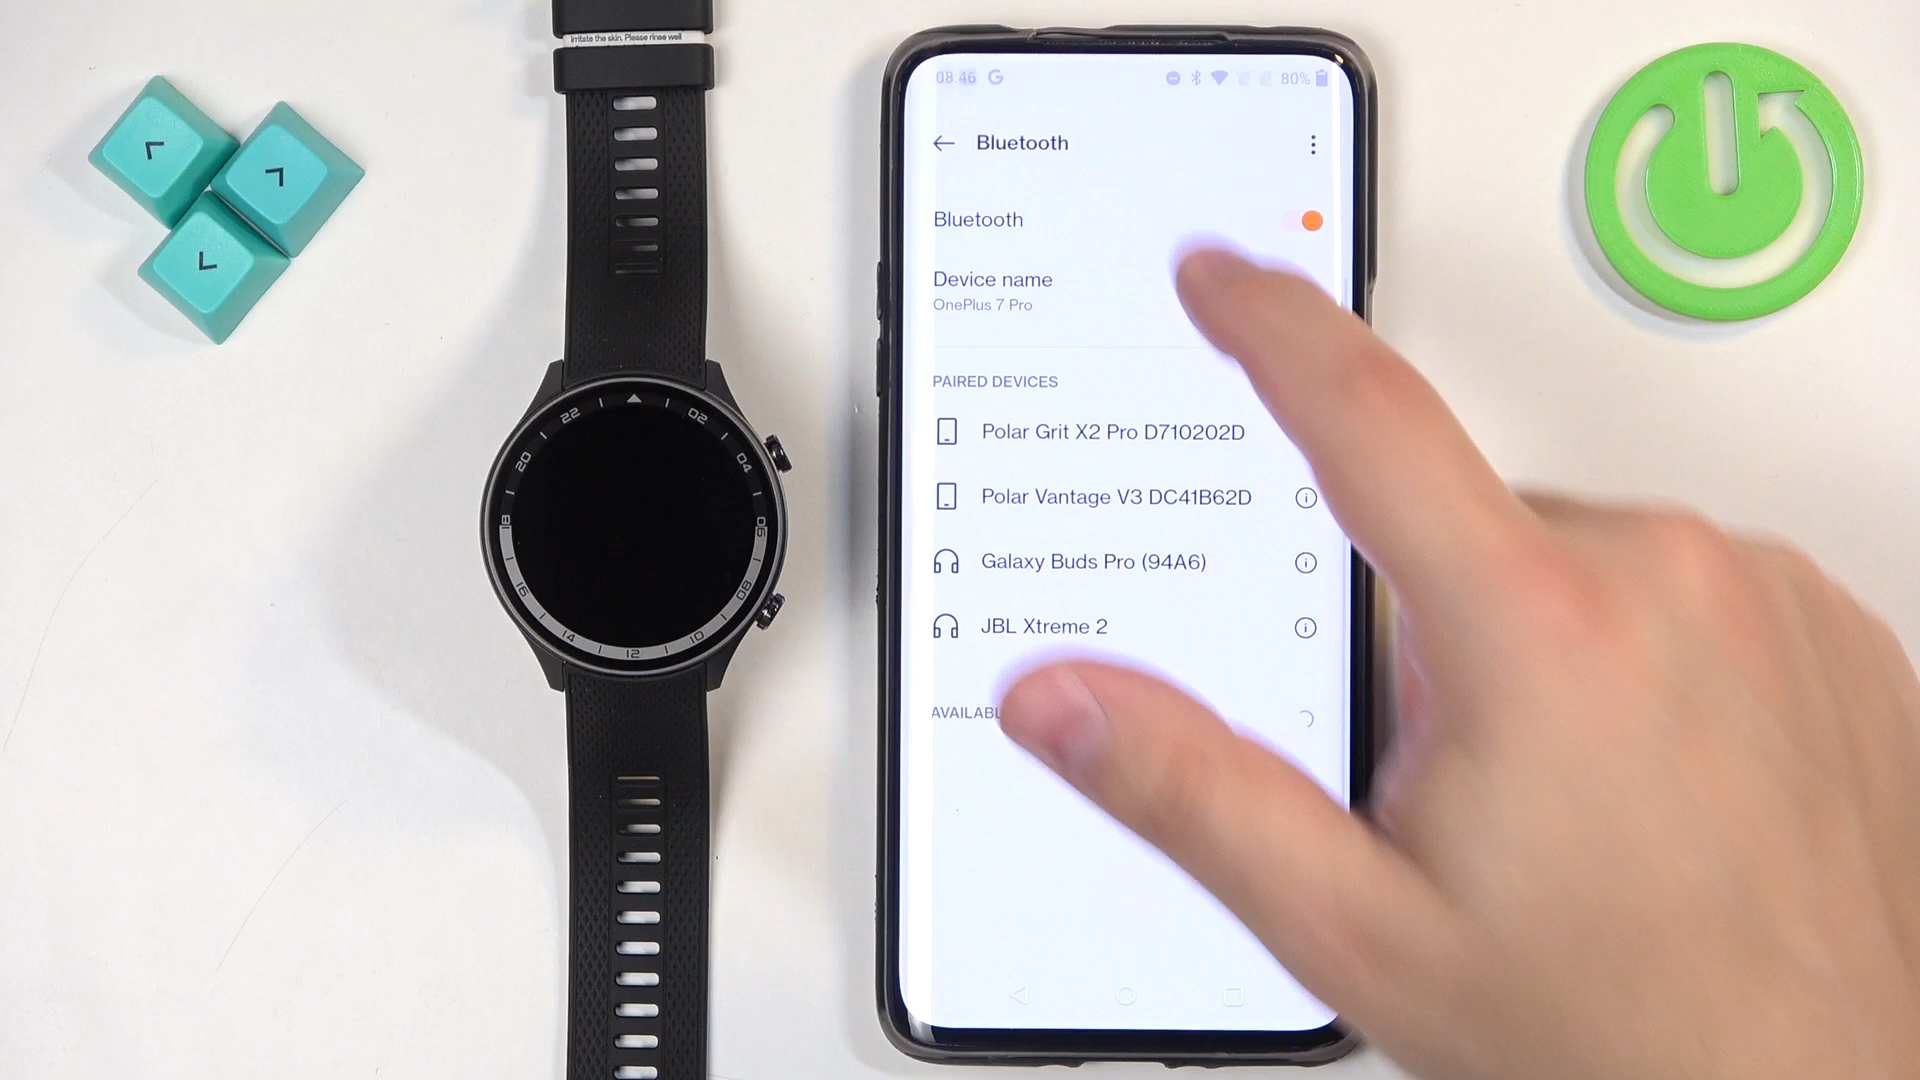 irritate the skin. Please rinse well
08:46
80%
Bluetooth
Bluetooth
Device name
OnePlus 7 Pro
PAIRED DEVICES
Polar Grit X2 Pro D710202D
Polar Vantage V3 DC41B62D
Galaxy Buds Pro (94A6)
JBL Xtreme 2
AVAILABL
22
02
20
04
18
06
16
08
14
10
12